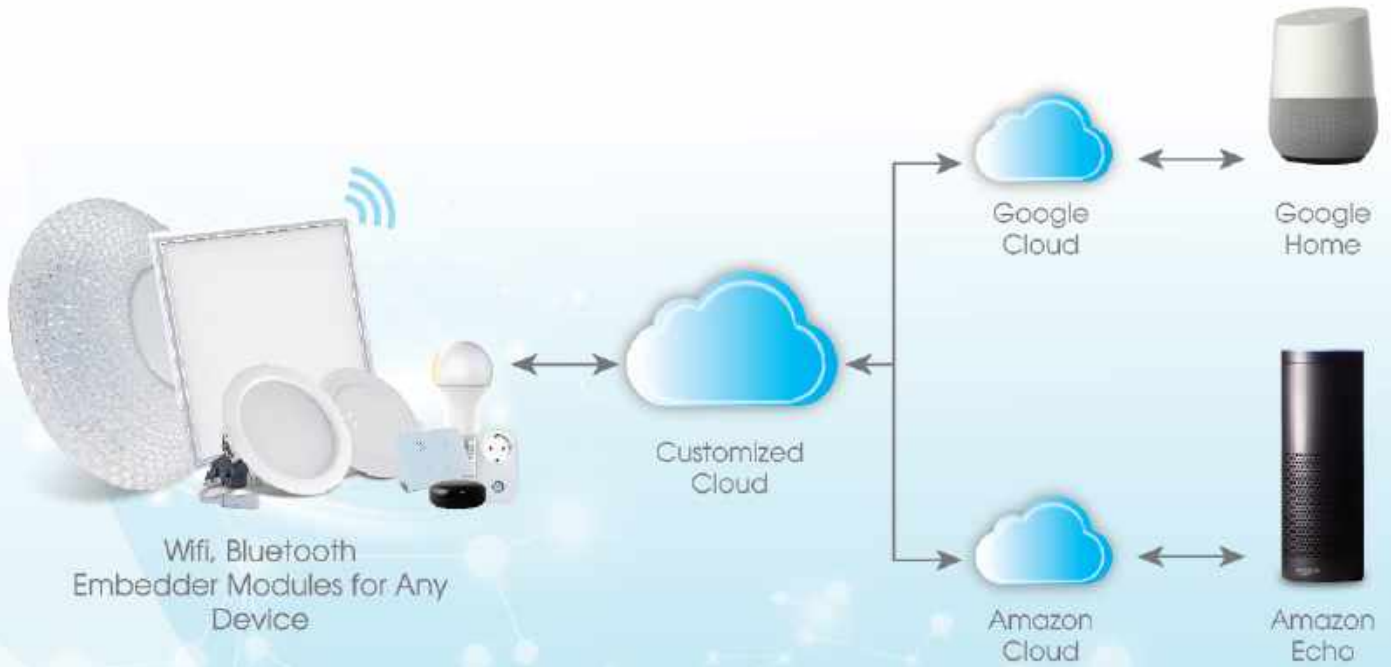 Google
Cloud
Google
Home
Customized
Cloud
Wifi, Bluetooth
Embedder Modules for Any
Device
Amazon
Cloud
Amazon
Echo